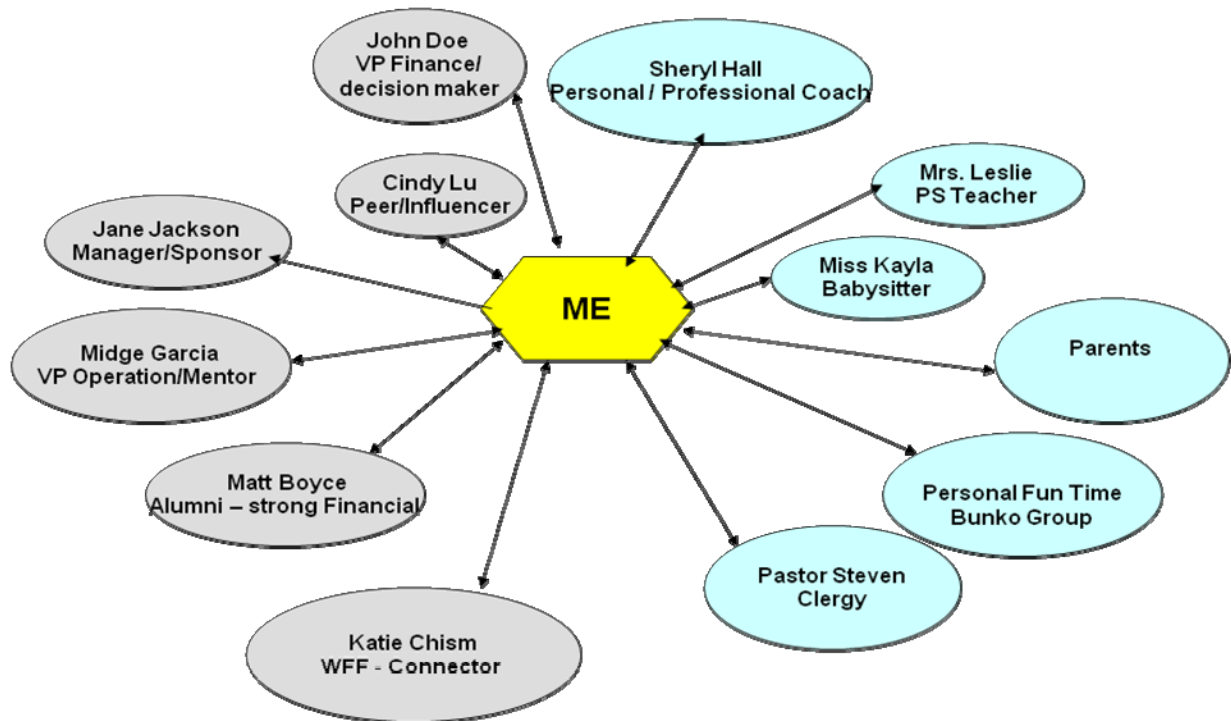 John Doe
VP Finance/
decision maker
Sheryl Hall
Personal / Professional Coach
Cindy Lu
Peer/Influencer
Mrs. Leslie
PS Teacher
Jane Jackson
Manager/Sponsor
Miss Kayla
Babysitter
ME
Midge Garcia
VP Operation/Mentor
Parents
Matt Boyce
Alumni – strong Financial
Personal Fun Time
Bunko Group
Pastor Steven
Clergy
Katie Chism
WFF - Connector